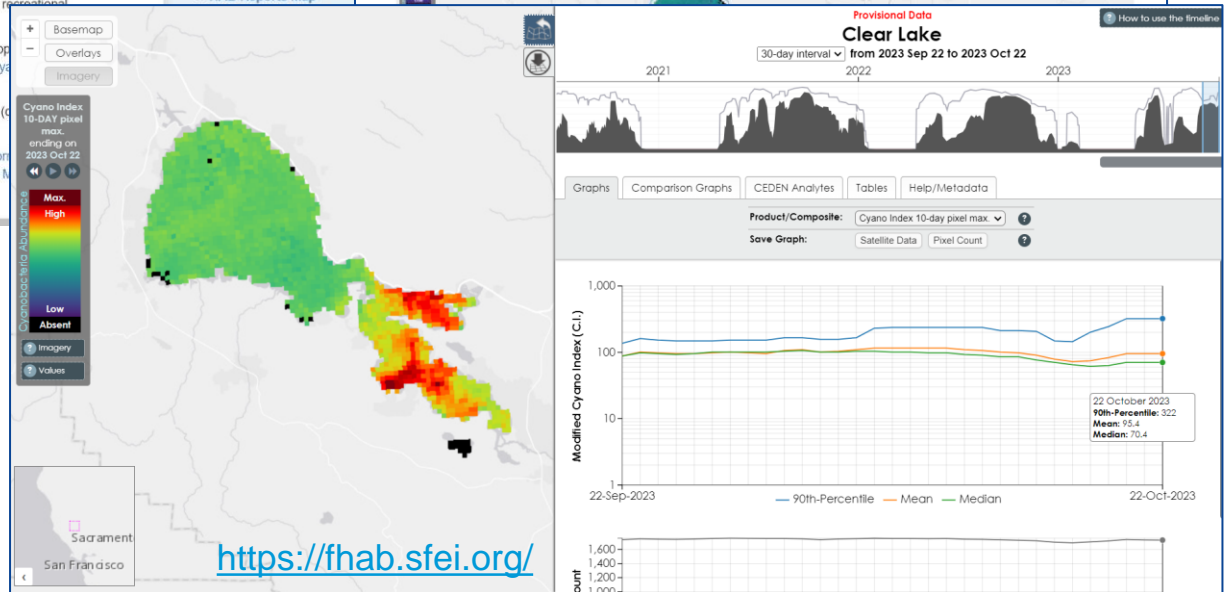 recreational
+
Basemap
−
Overlays
Imagery
Cyano Index
10-DAY pixel
max.
ending on
2023 Oct 22
Max.
High
Low
Absent
Cyanobacteria Abundance
? Imagery
? Values
Sacrament
San Francisco
‹
https://fhab.sfei.org/
Provisional Data
? How to use the timeline
Clear Lake
30-day interval from 2023 Sep 22 to 2023 Oct 22
2021 2022 2023
Graphs Comparison Graphs CEDEN Analytes Tables Help/Metadata
Product/Composite: Cyano Index 10-day pixel max. ?
Save Graph: Satellite Data Pixel Count ?
Modified Cyano Index (C.I.)
1,000
100
10
1
22 October 2023
90th-Percentile: 322
Mean: 95.4
Median: 70.4
22-Sep-2023 22-Oct-2023
90th-Percentile Mean Median
1,600
1,400
1,200
1,000